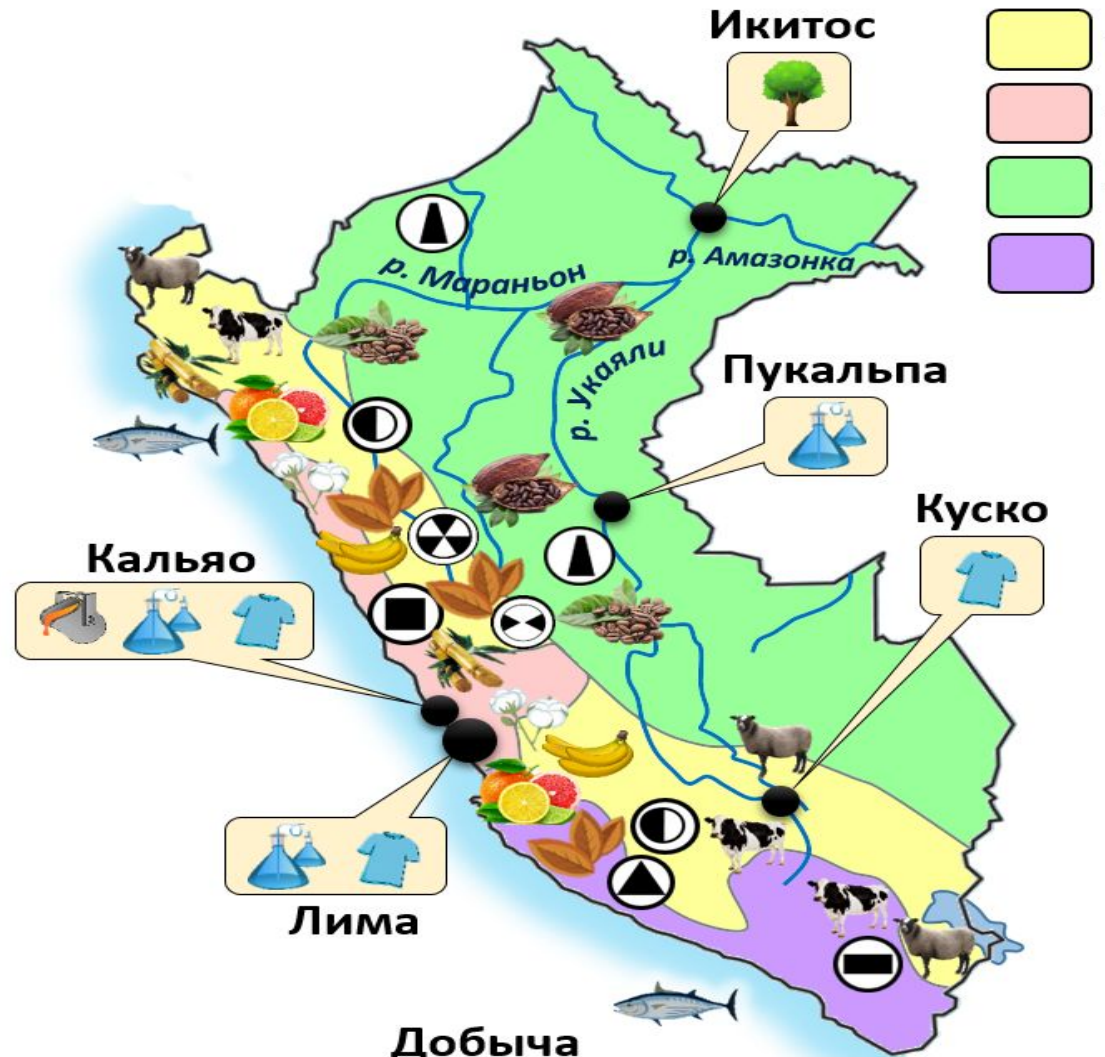 Икитос
р. Мараньон
р. Амазонка
р. Укаяли
Пукальпа
Куско
Кальяо
Лима
Добыча